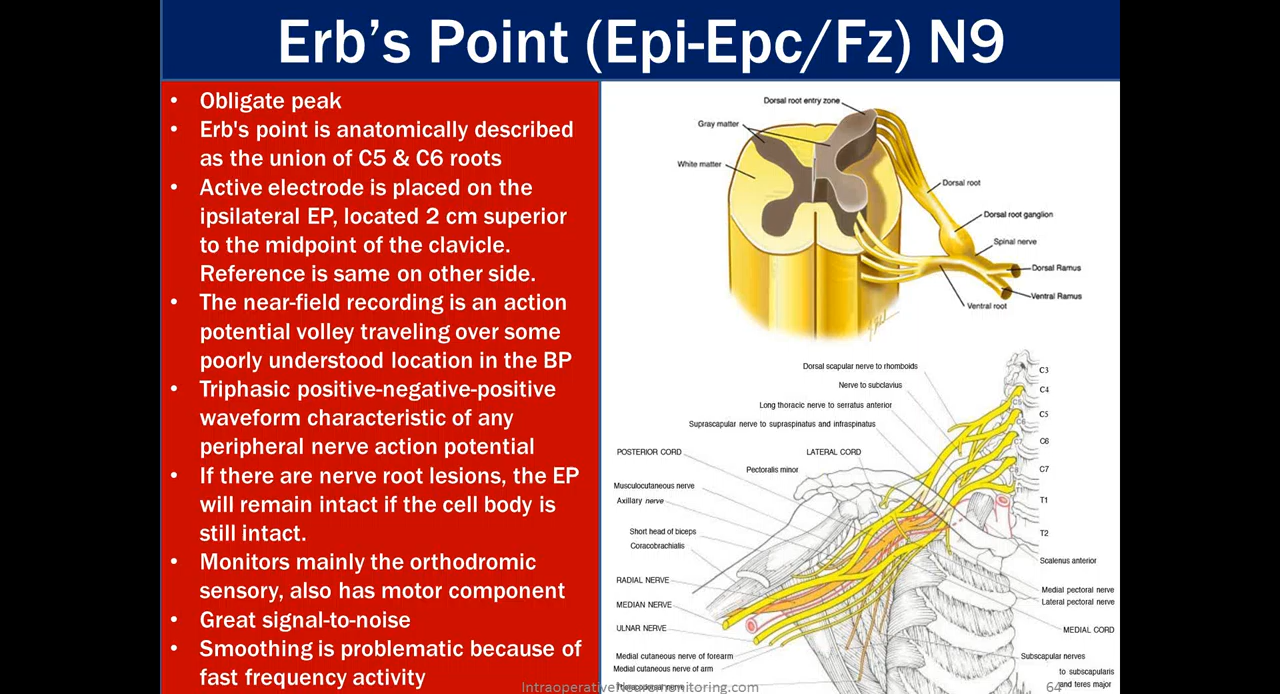 Erb's Point (Epi-Epc/Fz) N9
• Obligate peak
• Erb's point is anatomically described
as the union of C5 & C6 roots
• Active electrode is placed on the
ipsilateral EP, located 2 cm superior
to the midpoint of the clavicle.
Reference is same on other side.
• The near-field recording is an action
potential volley traveling over some
poorly understood location in the BP
• Triphasic positive-negative-positive
waveform characteristic of any
peripheral nerve action potential
• If there are nerve root lesions, the EP
will remain intact if the cell body is
still intact.
• Monitors mainly the orthodromic
sensory, also has motor component
• Great signal-to-noise
• Smoothing is problematic because of
fast frequency activity
Dorsal root entry zone
Gray matter
White matter
Dorsal root
Dorsal root ganglion
Spinal nerve
Dorsal Ramus
Ventral Ramus
Ventral root
Dorsal scapular nerve to rhomboids
Nerve to subclavius
Long thoracic nerve to serratus anterior
Suprascapular nerve to supraspinatus and infraspinatus
POSTERIOR CORD
LATERAL CORD
Pectoralis minor
Musculocutaneous nerve
Axillary nerve
Short head of biceps
Coracobrachialis
RADIAL NERVE
MEDIAN NERVE
ULNAR NERVE
Medial cutaneous nerve of forearm
Medial cutaneous nerve of arm
Thoracodorsal nerve
C3
C4
C5
C6
C7
T1
T2
C5
C6
C7
C8
T1
Scalenus anterior
Medial pectoral nerve
Lateral pectoral nerve
MEDIAL CORD
Subscapular nerves
to subscapularis
and teres major
64